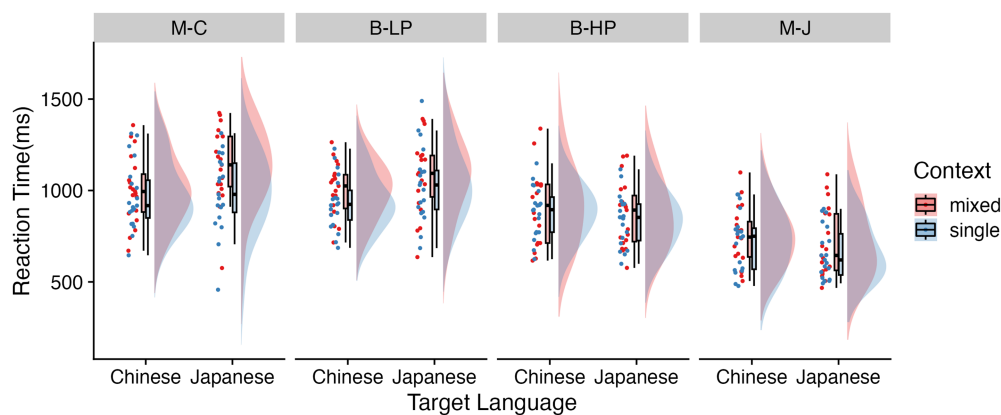 M-C
B-LP
B-HP
M-J
Reaction Time(ms)
1500
1000
500
Chinese Japanese
Chinese Japanese
Chinese Japanese
Chinese Japanese
Target Language
Context
mixed
single